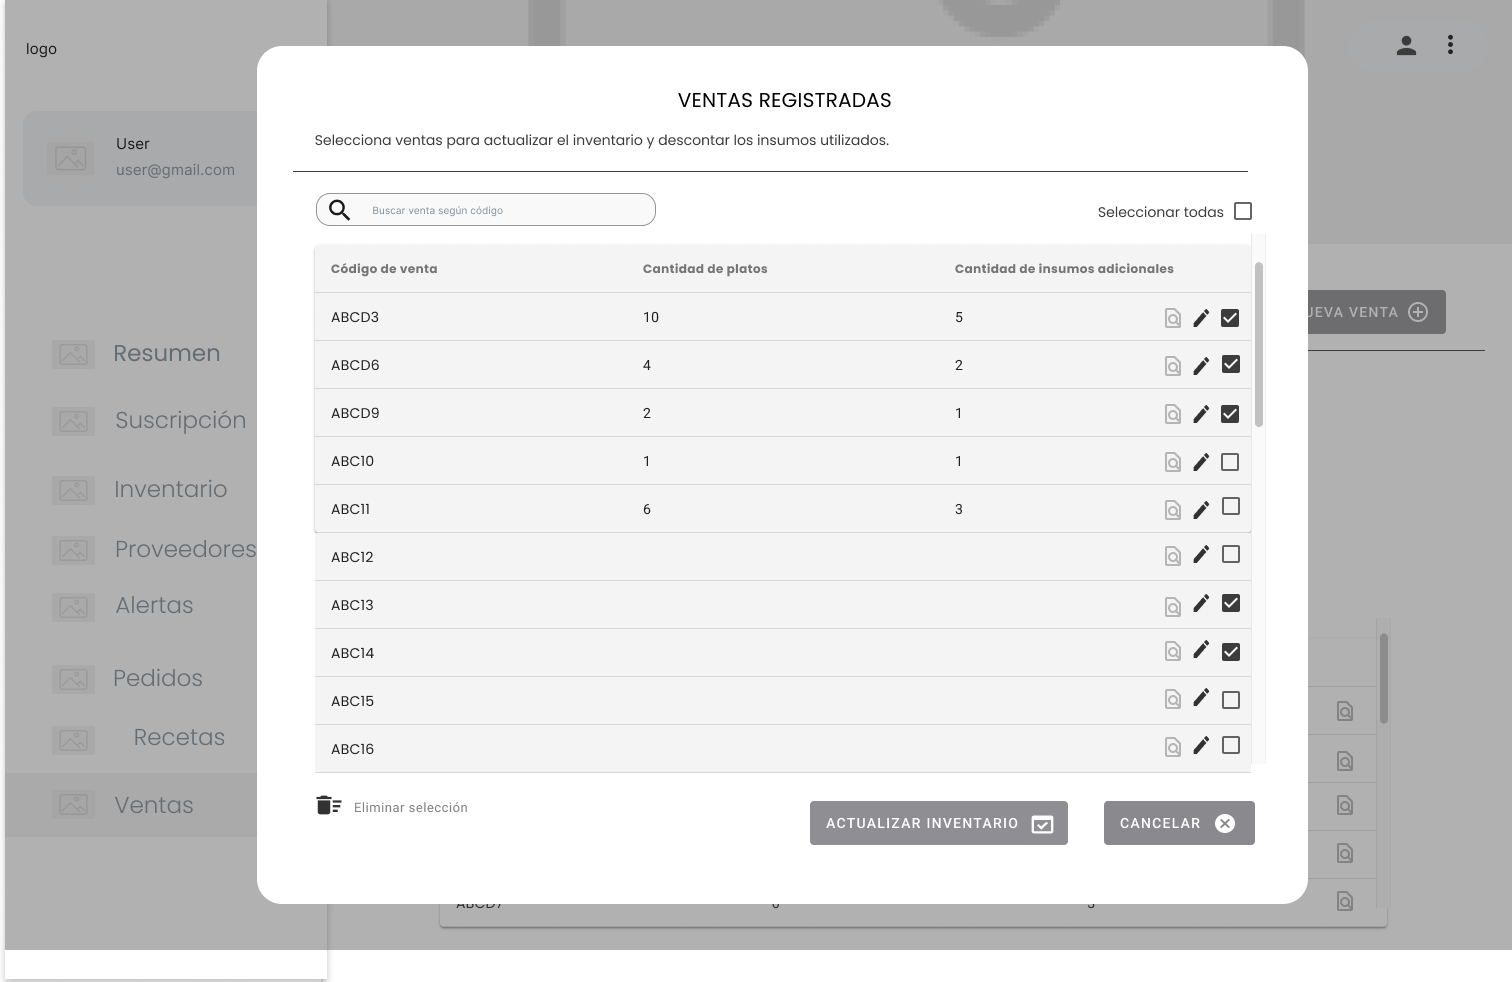 logo
User
user@gmail.com
Resumen
Suscripción
Inventario
Proveedores
Alertas
Pedidos
Recetas
Ventas
VENTAS REGISTRADAS
Selecciona ventas para actualizar el inventario y descontar los insumos utilizados.
Buscar venta según código
Seleccionar todas
Código de venta Cantidad de platos Cantidad de insumos adicionales
ABCD3 10 5
ABCD6 4 2
ABCD9 2 1
ABC10 1 1
ABC11 6 3
ABC12
ABC13
ABC14
ABC15
ABC16
Eliminar selección
ACTUALIZAR INVENTARIO
CANCELAR
VENTA